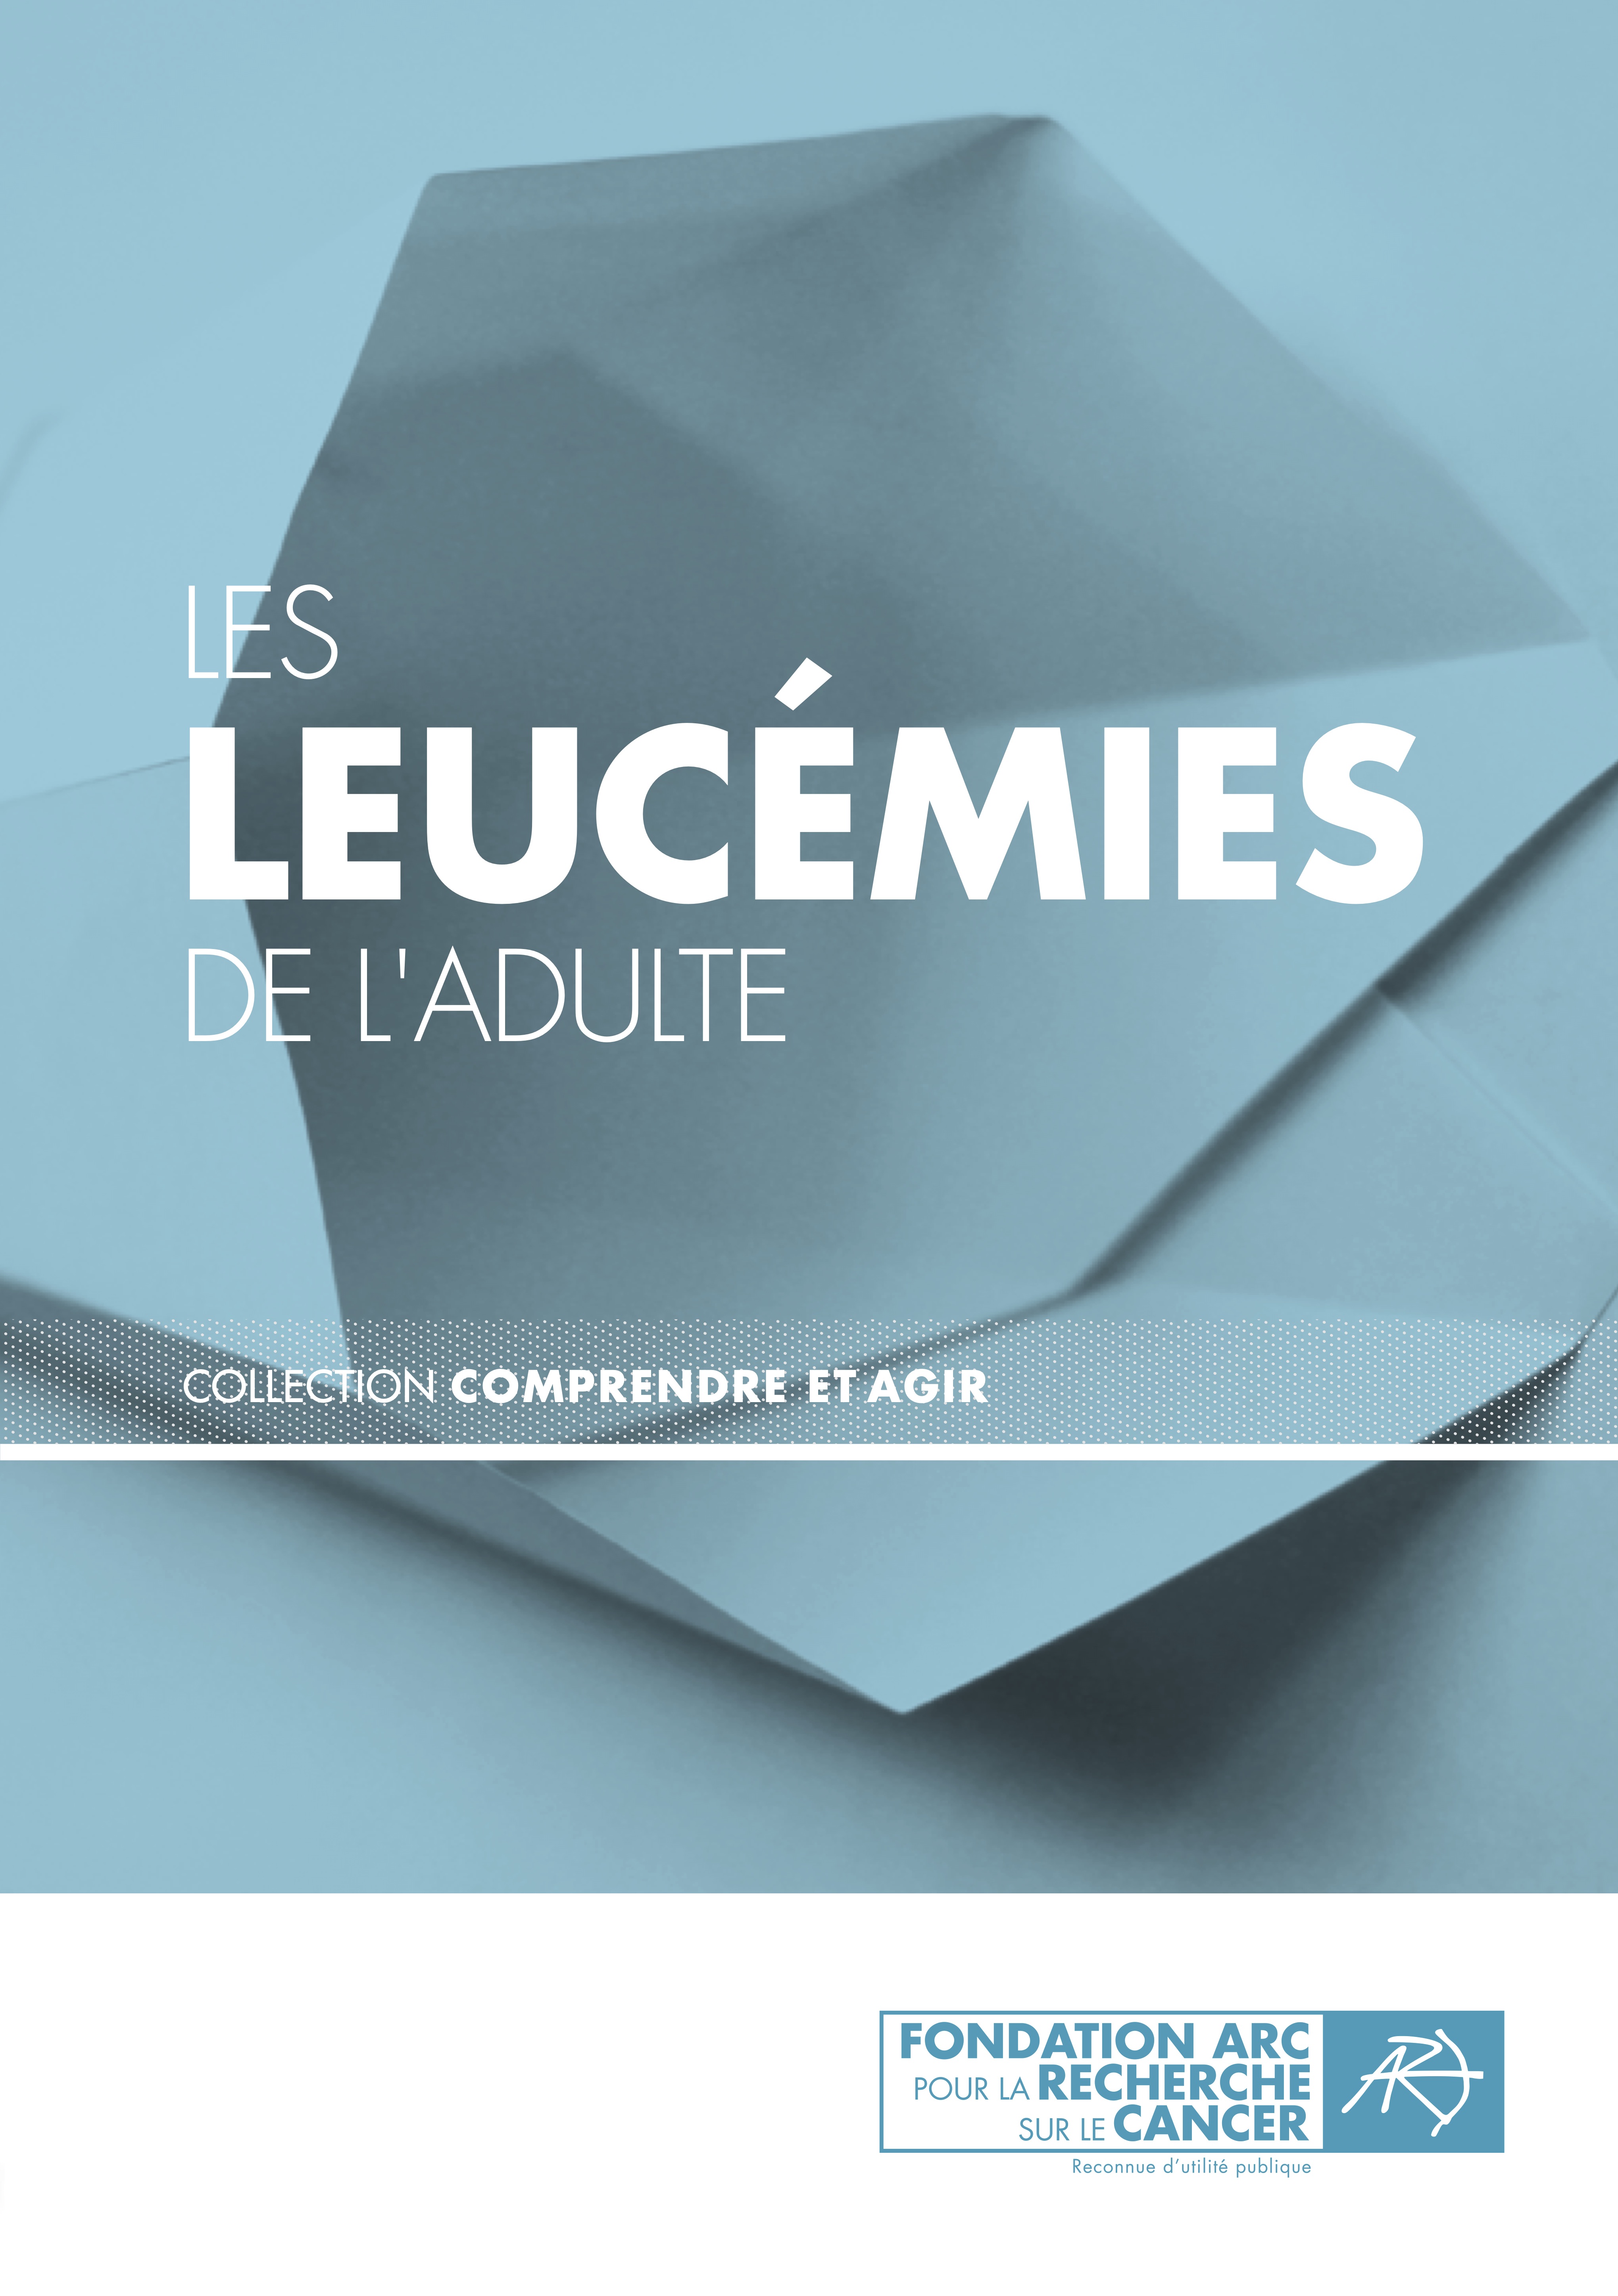 LES
LEUCÉMIES
DE L'ADULTE
COLLECTION COMPRENDRE ET AGIR
FONDATION ARC
POUR LA RECHERCHE
SUR LE CANCER
ARC
Reconnue d'utilité publique